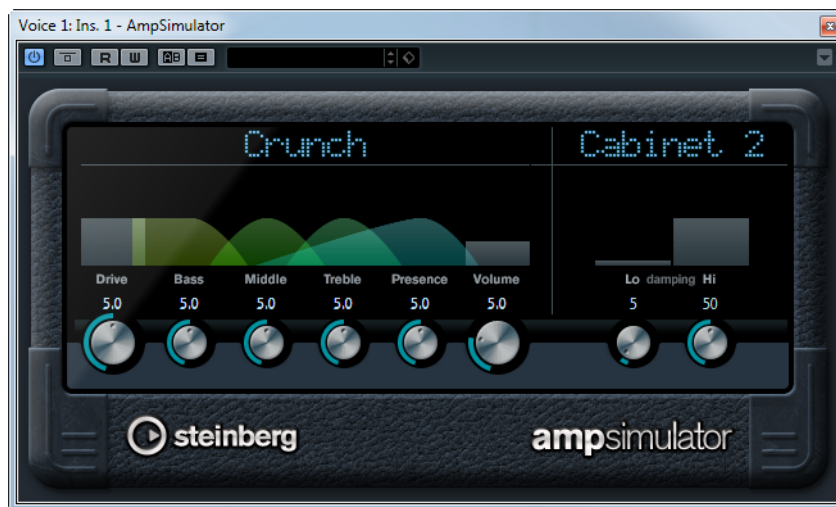 Voice 1: Ins. 1 - AmpSimulator
R W AB
Crunch Cabinet 2
Drive Bass Middle Treble Presence Volume Lo damping Hi
5.0 5.0 5.0 5.0 5.0 5.0 5 50
steinberg ampsimulator